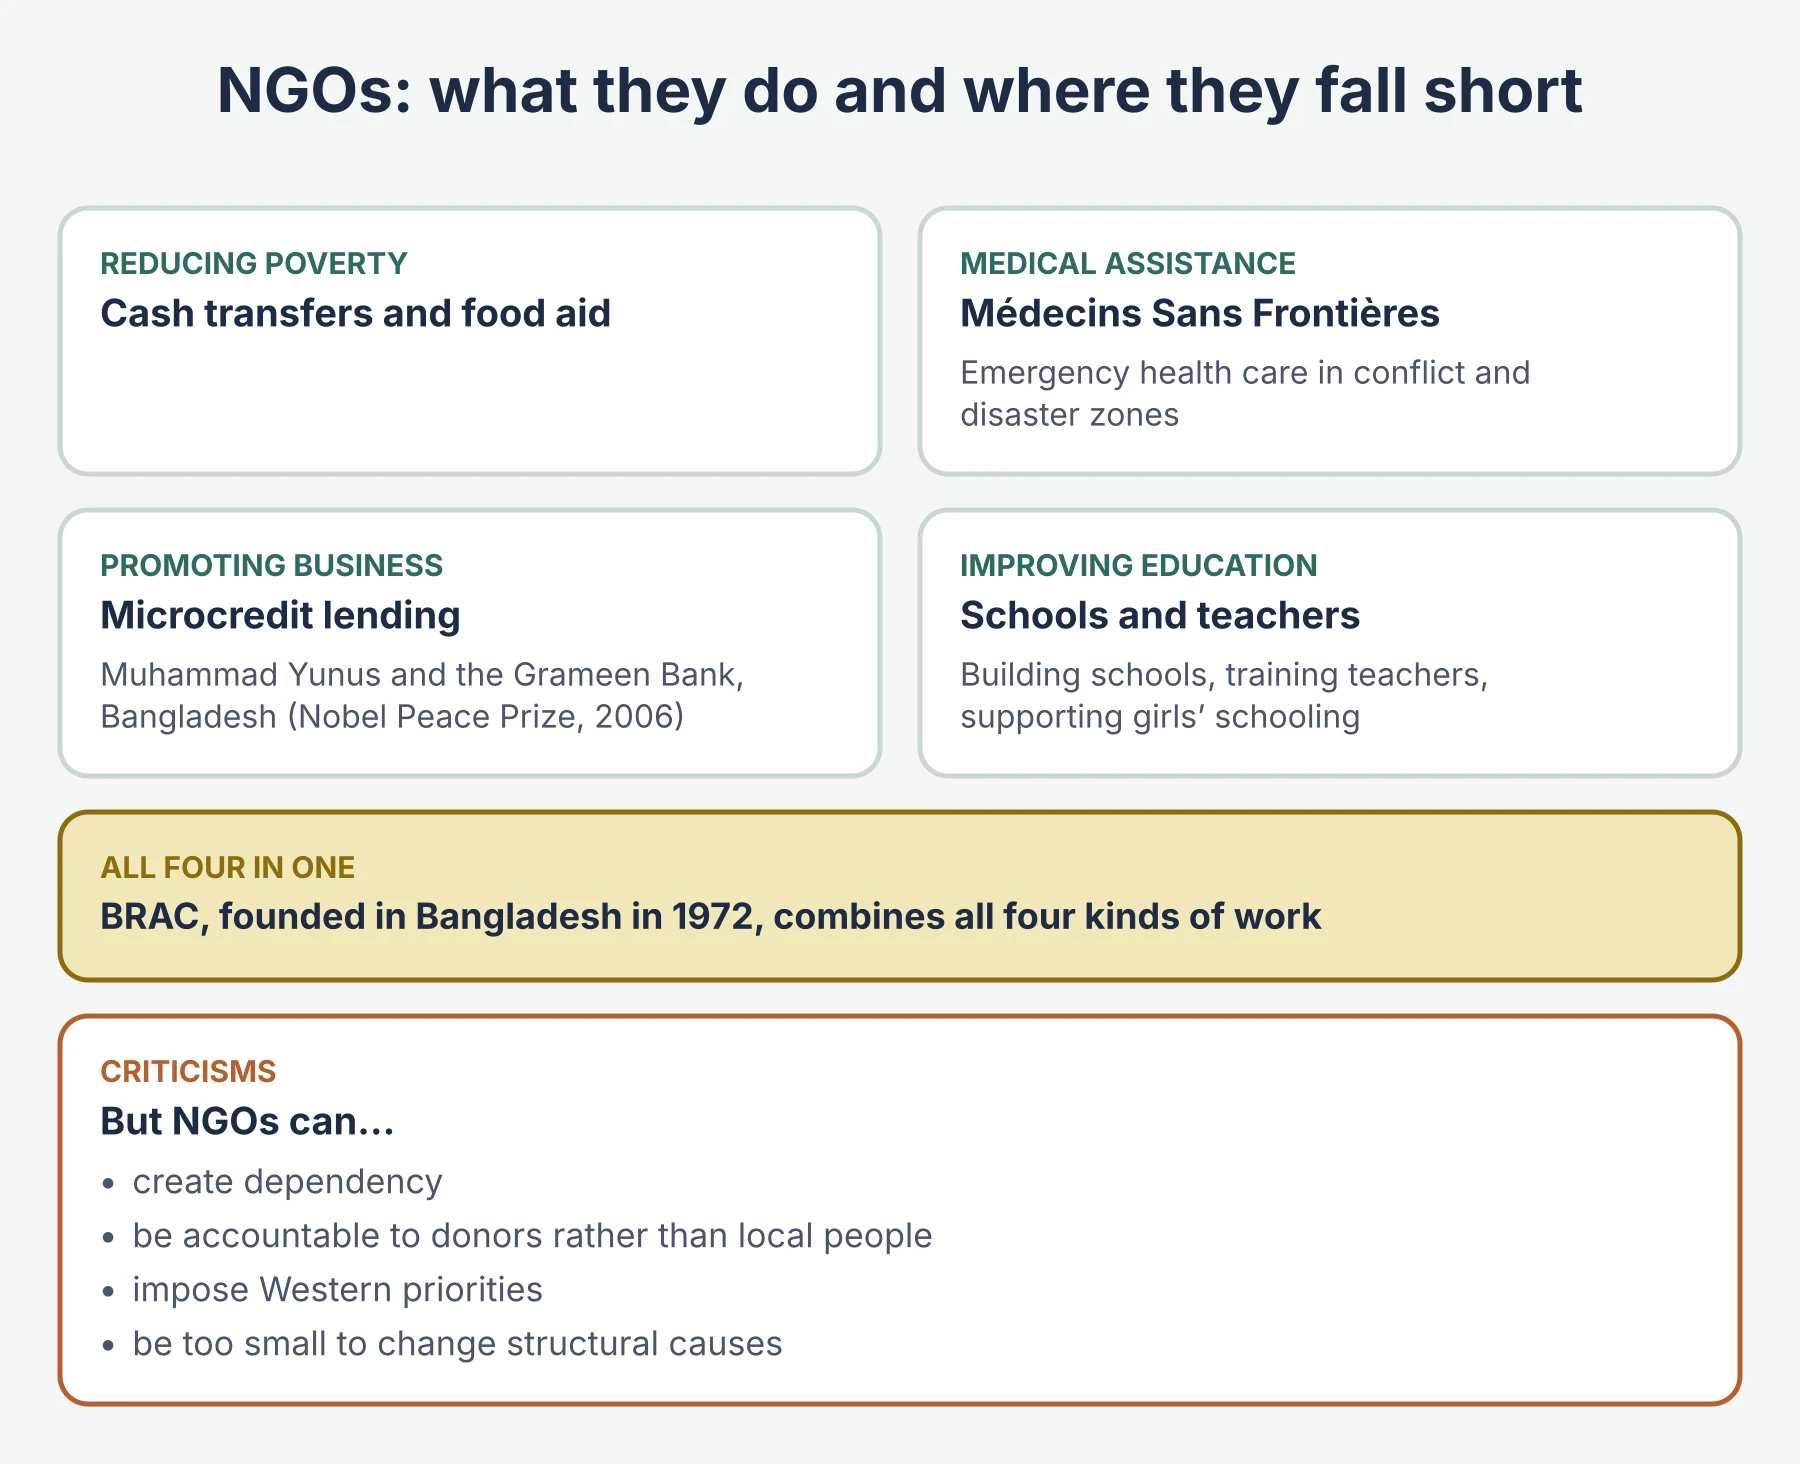 NGOs: what they do and where they fall short
REDUCING POVERTY
Cash transfers and food aid
MEDICAL ASSISTANCE
Médecins Sans Frontières
Emergency health care in conflict and
disaster zones
PROMOTING BUSINESS
Microcredit lending
Muhammad Yunus and the Grameen Bank,
Bangladesh (Nobel Peace Prize, 2006)
IMPROVING EDUCATION
Schools and teachers
Building schools, training teachers,
supporting girls’ schooling
ALL FOUR IN ONE
BRAC, founded in Bangladesh in 1972, combines all four kinds of work
CRITICISMS
But NGOs can…
• create dependency
• be accountable to donors rather than local people
• impose Western priorities
• be too small to change structural causes